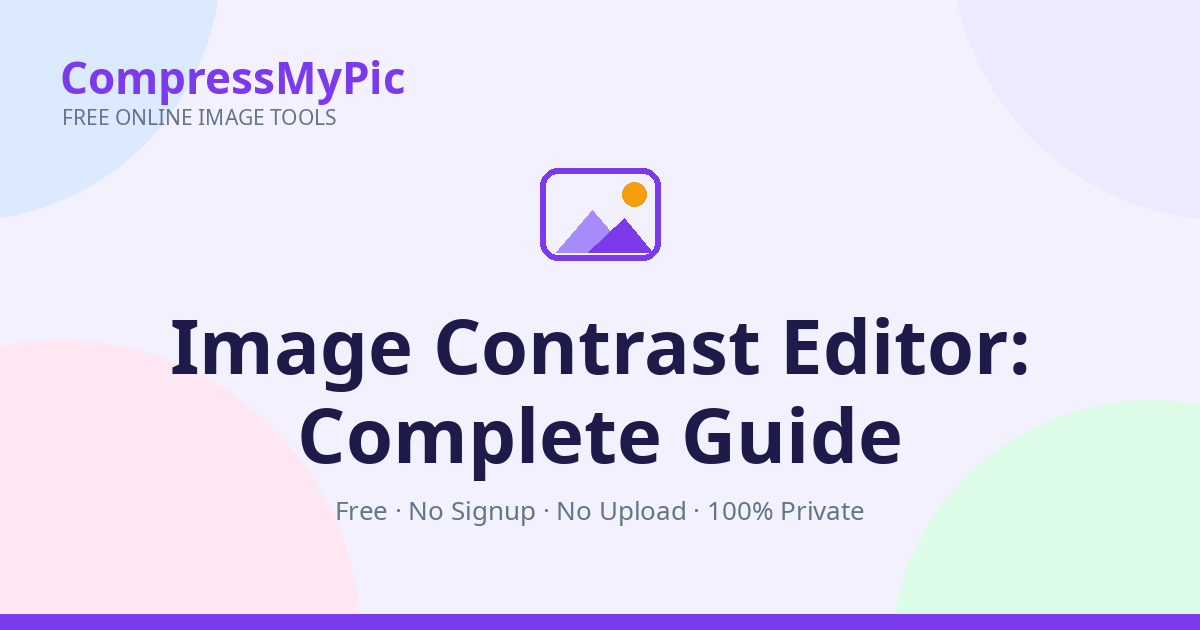 CompressMyPic
FREE ONLINE IMAGE TOOLS
Image Contrast Editor:
Complete Guide
Free · No Signup · No Upload · 100% Private